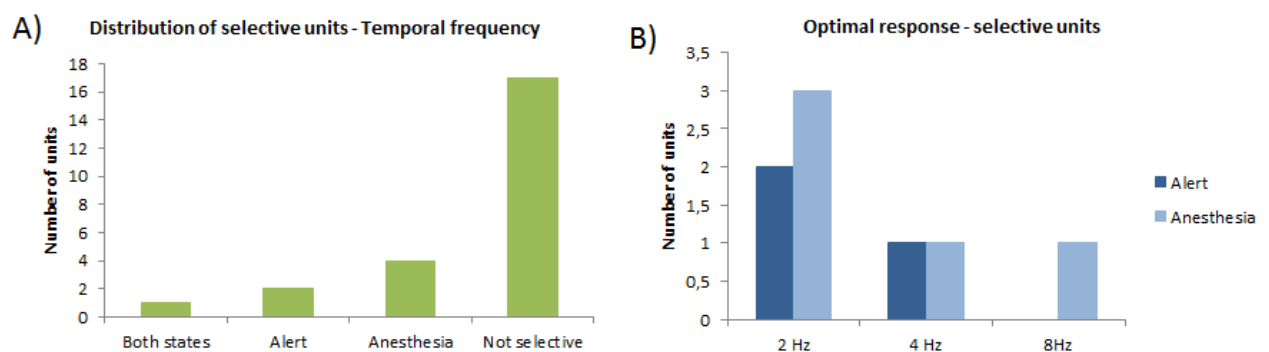 A)
Distribution of selective units - Temporal frequency
Number of units
18
16
14
12
10
8
6
4
2
0
Both states
Alert
Anesthesia
Not selective
B)
Optimal response - selective units
Number of units
3,5
3
2,5
2
1,5
1
0,5
0
2 Hz
4 Hz
8Hz
Alert
Anesthesia